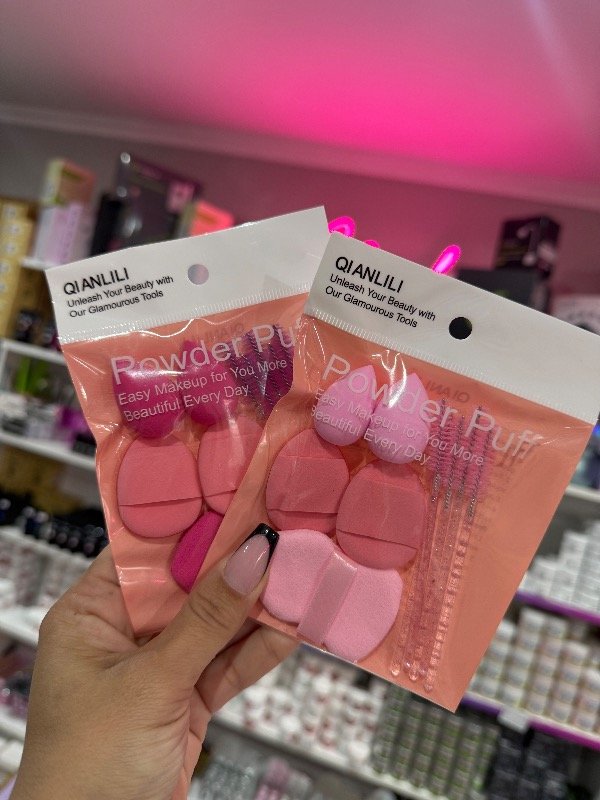 QIANLILI
Unleash Your Beauty with
Our Glamourous Tools
Powder Puff
Easy Makeup for You More
Beautiful Every Day
QIANLILI
Unleash Your Beauty with
Our Glamourous Tools
Powder Puff
Easy Makeup for You More
Beautiful Every Day